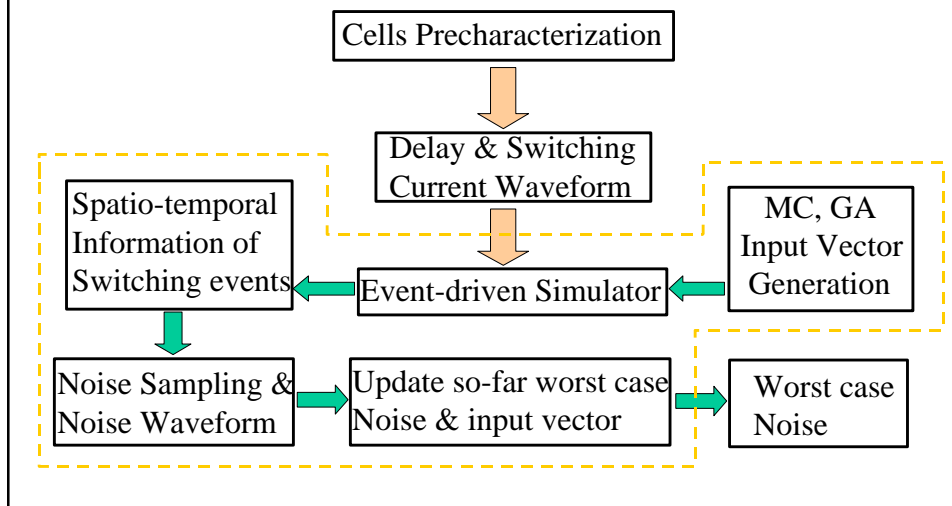 Cells Precharacterization
Delay & Switching
Current Waveform
Spatio-temporal
Information of
Switching events
MC, GA
Input Vector
Generation
Event-driven Simulator
Noise Sampling &
Noise Waveform
Update so-far worst case
Noise & input vector
Worst case
Noise